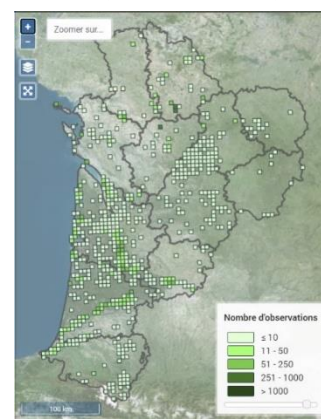 +
Zoomer sur...
−
Nombre d'observations
≤ 10
11 - 50
51 - 250
251 - 1000
> 1000
100 km